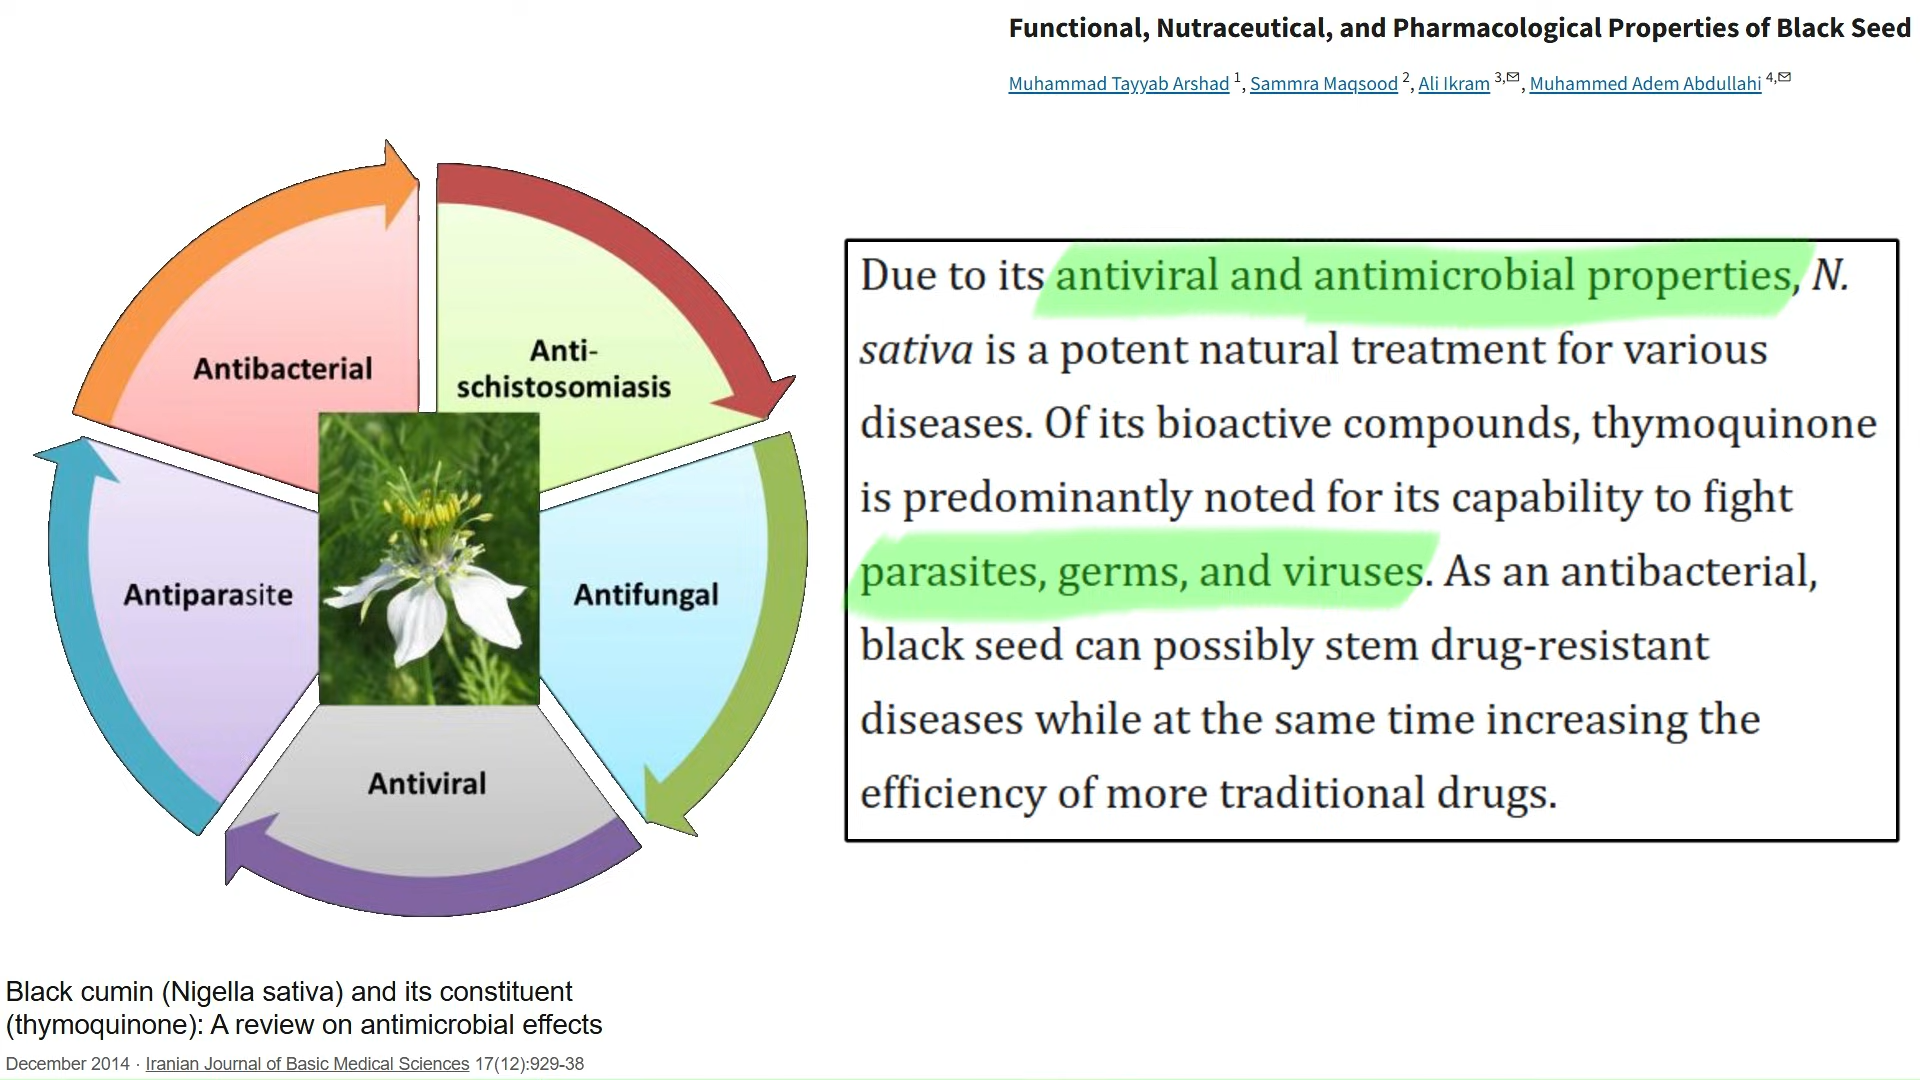 Functional, Nutraceutical, and Pharmacological Properties of Black Seed
Muhammad Tayyab Arshad 1, Sammra Maqsood 2, Ali Ikram 3,✉, Muhammed Adem Abdullahi 4,✉
Antibacterial
Anti-
schistosomiasis
Antiparasite
Antifungal
Antiviral
Due to its antiviral and antimicrobial properties, N.
sativa is a potent natural treatment for various
diseases. Of its bioactive compounds, thymoquinone
is predominantly noted for its capability to fight
parasites, germs, and viruses. As an antibacterial,
black seed can possibly stem drug-resistant
diseases while at the same time increasing the
efficiency of more traditional drugs.
Black cumin (Nigella sativa) and its constituent
(thymoquinone): A review on antimicrobial effects
December 2014 · Iranian Journal of Basic Medical Sciences 17(12):929-38